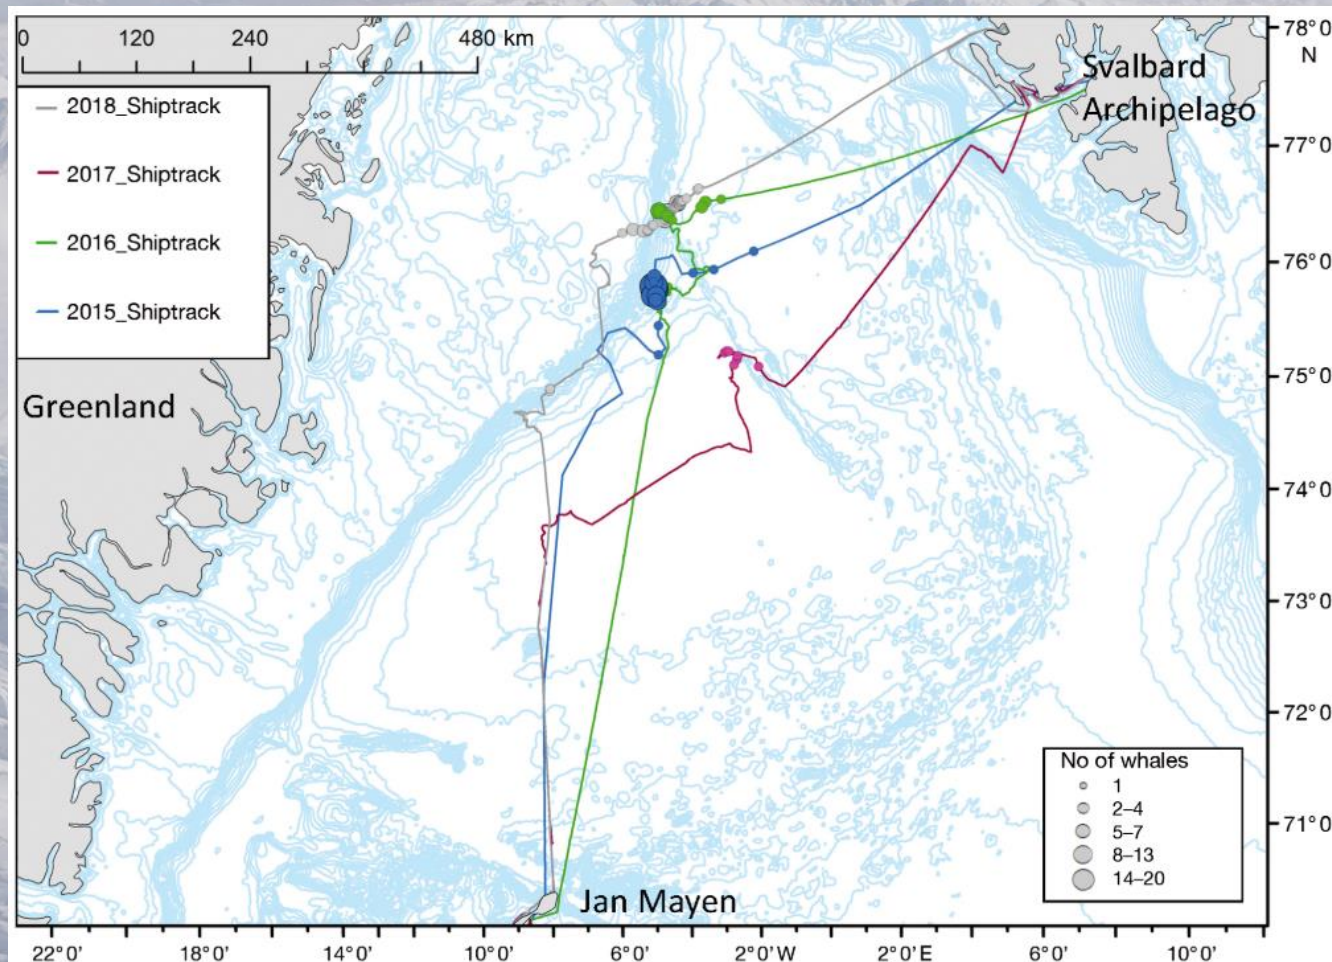 0 120 240 480 km
2018_Shiptrack
2017_Shiptrack
2016_Shiptrack
2015_Shiptrack
Greenland
Svalbard
Archipelago
Jan Mayen
78°0
N
77°0
76°0
75°0
74°0
73°0
72°0
71°0
No of whales
1
2–4
5–7
8–13
14–20
22°0' 18°0' 14°0' 10°0' 6°0' 2°0'W 2°0'E 6°0' 10°0'